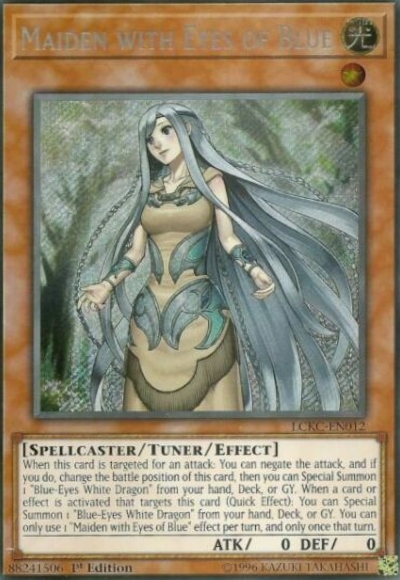 MAIDEN WITH EYES OF BLUE
光
LCKC-EN012
[SPELLCASTER/TUNER/EFFECT]
When this card is targeted for an attack: You can negate the attack, and if
you do, change the battle position of this card, then you can Special Summon
1 "Blue-Eyes White Dragon" from your hand, Deck, or GY. When a card or
effect is activated that targets this card (Quick Effect): You can Special
Summon 1 "Blue-Eyes White Dragon" from your hand, Deck, or GY. You can
only use 1 "Maiden with Eyes of Blue" effect per turn, and only once that turn.
ATK/ 0 DEF/ 0
88241506 1st Edition ©1996 KAZUKI TAKAHASHI